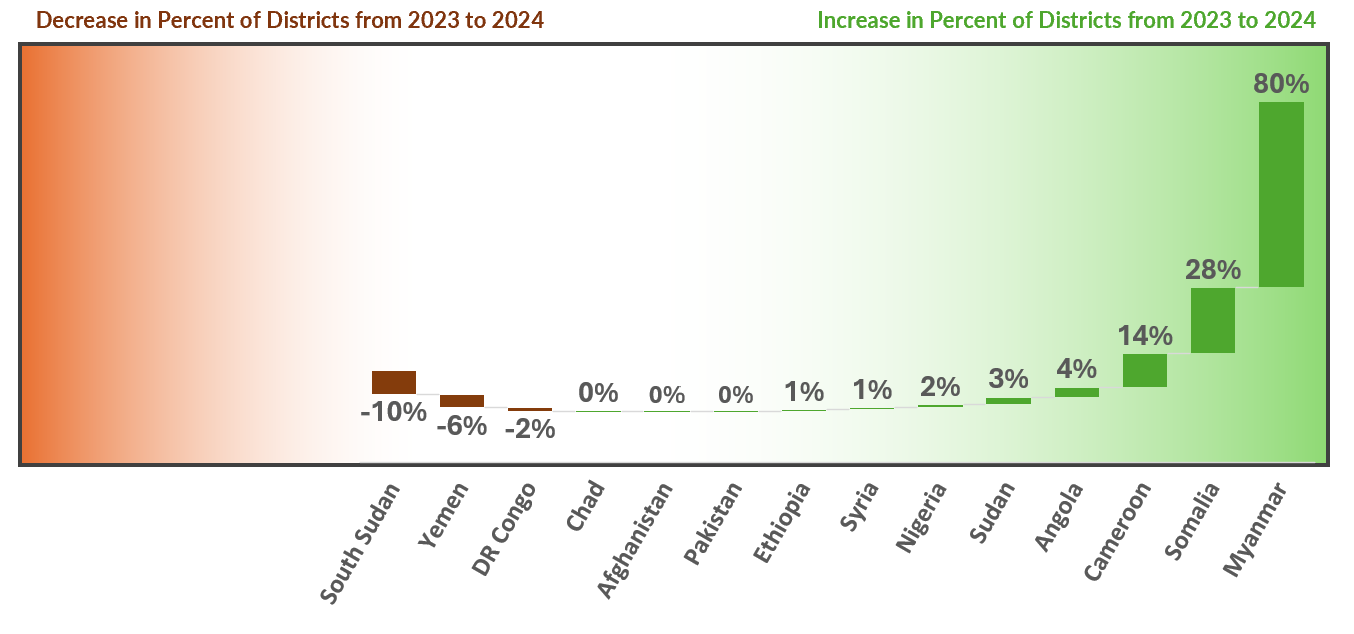 Decrease in Percent of Districts from 2023 to 2024
Increase in Percent of Districts from 2023 to 2024
-10%
-6%
-2%
0%
0%
0%
1%
1%
2%
3%
4%
14%
28%
80%
South Sudan
Yemen
DR Congo
Chad
Afghanistan
Pakistan
Ethiopia
Syria
Nigeria
Sudan
Angola
Cameroon
Somalia
Myanmar